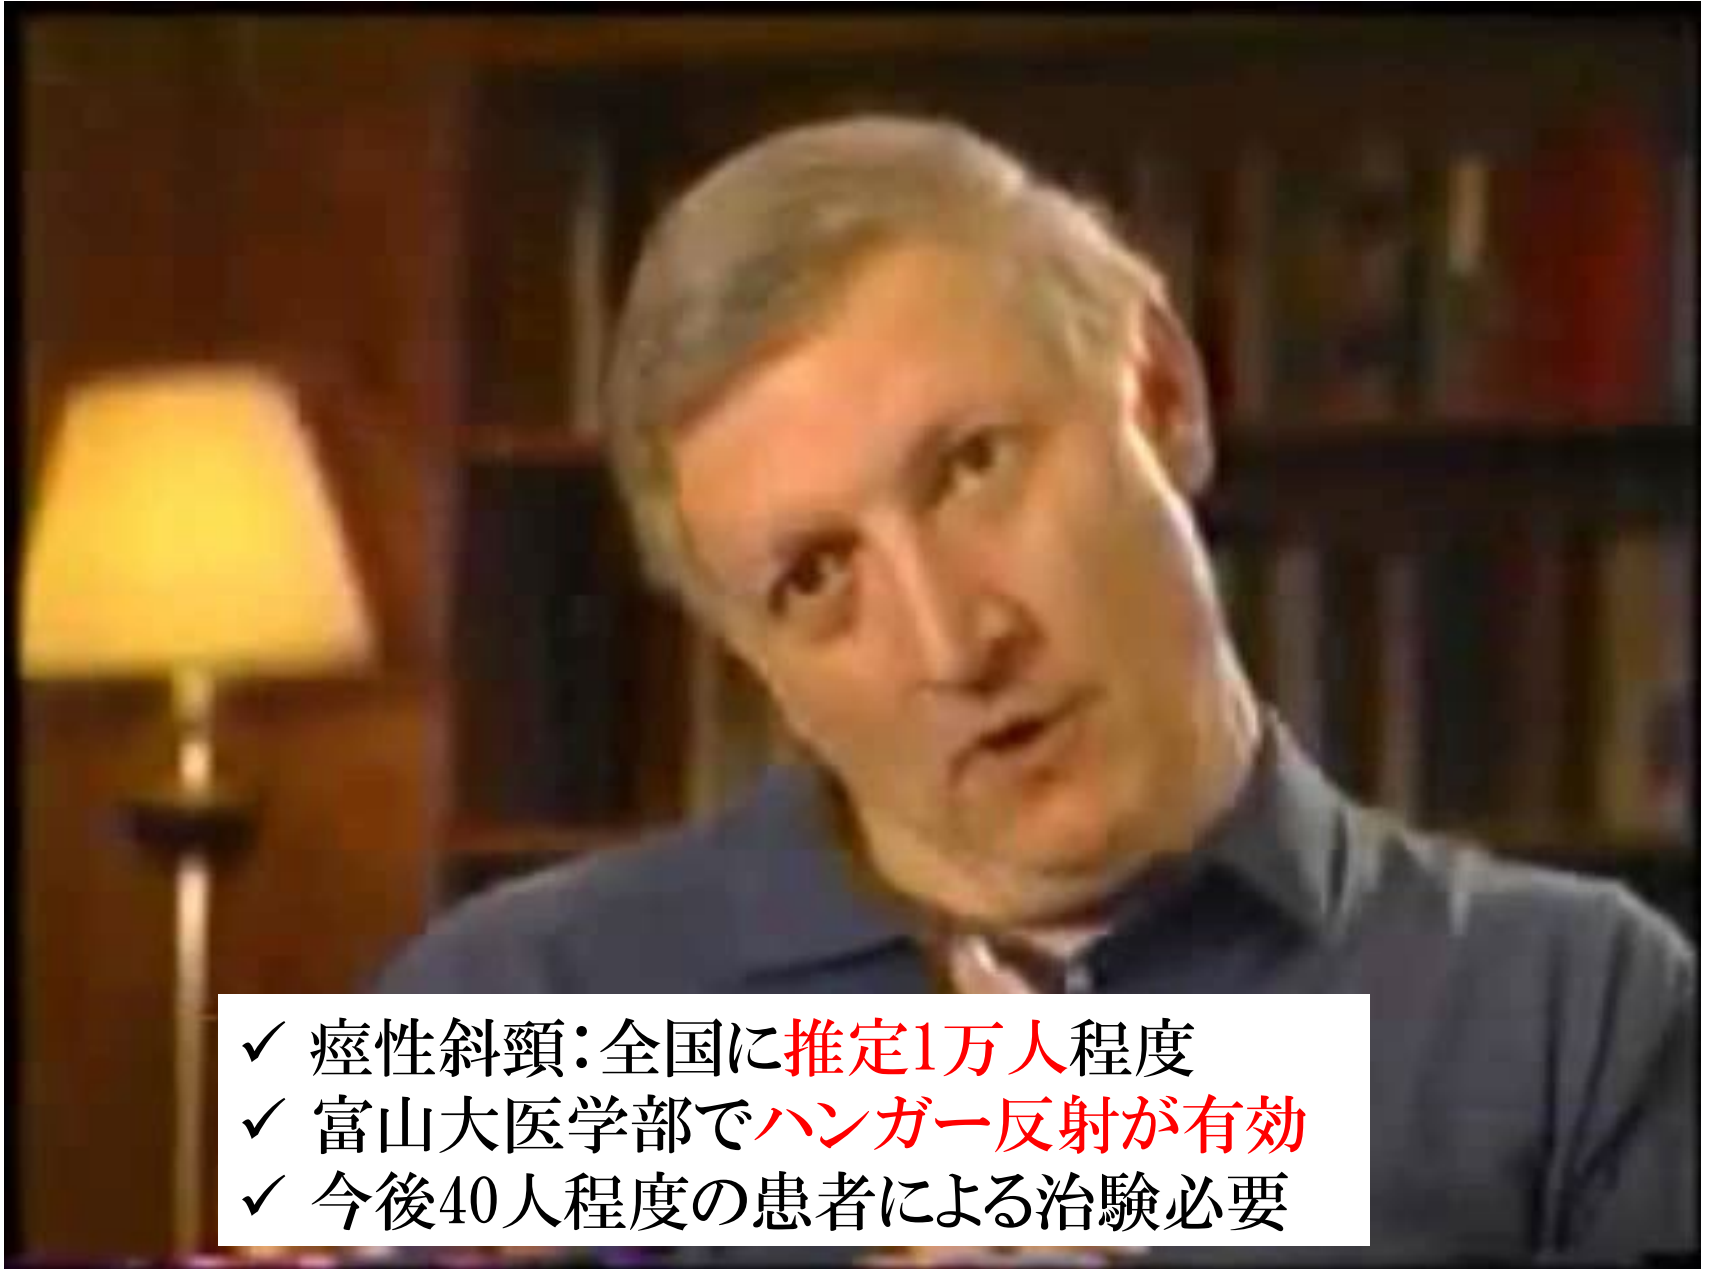 ✓ 痙性斜頸：全国に推定1万人程度
✓ 富山大医学部でハンガー反射が有効
✓ 今後40人程度の患者による治験必要